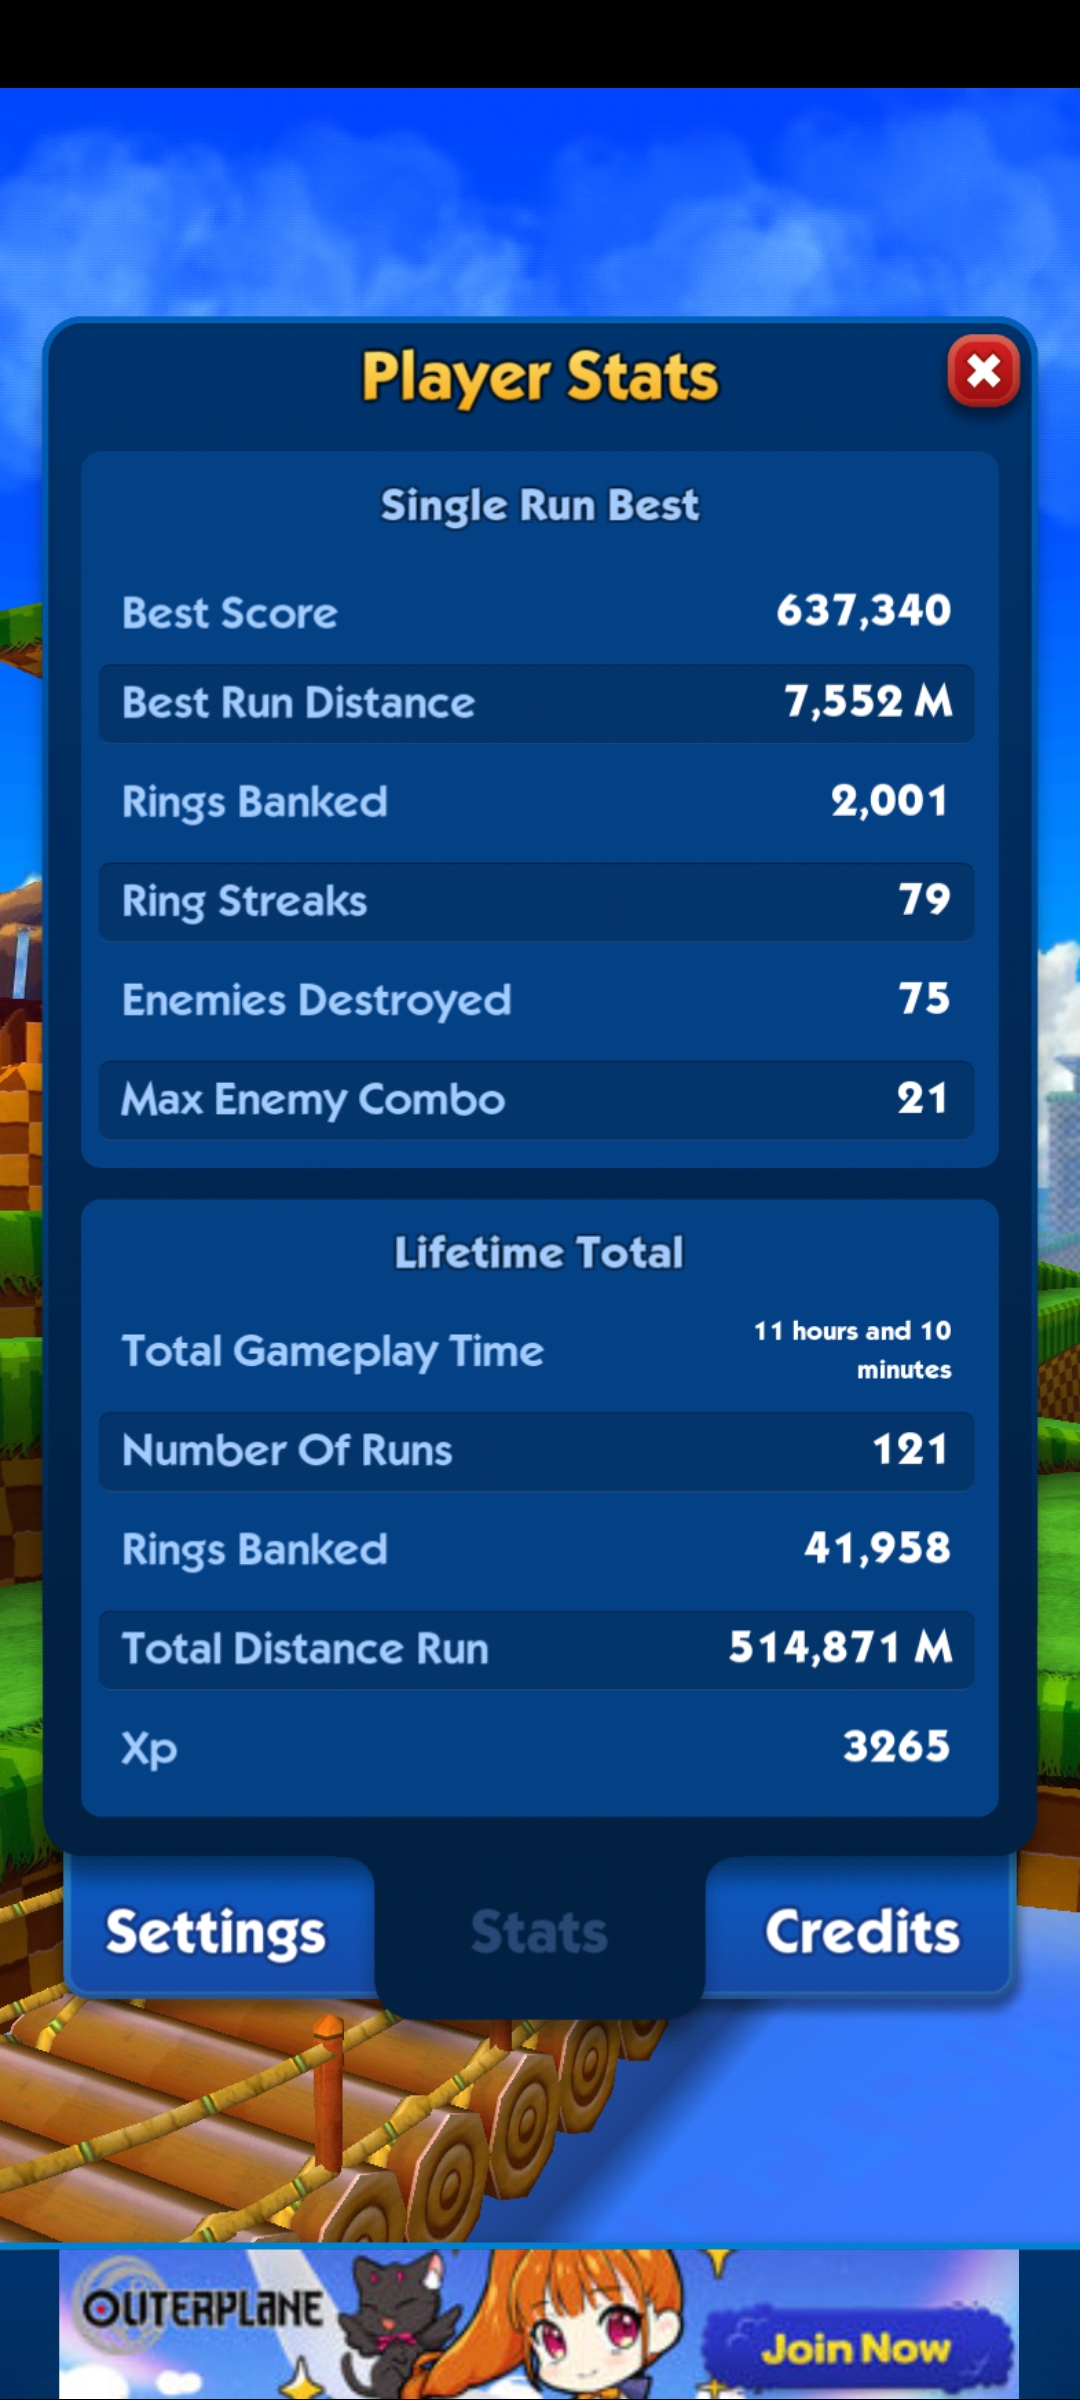 Player Stats
Single Run Best
Best Score 637,340
Best Run Distance 7,552 M
Rings Banked 2,001
Ring Streaks 79
Enemies Destroyed 75
Max Enemy Combo 21
Lifetime Total
Total Gameplay Time 11 hours and 10
minutes
Number Of Runs 121
Rings Banked 41,958
Total Distance Run 514,871 M
Xp 3265
Settings Stats Credits
OUTERPLANE Join Now